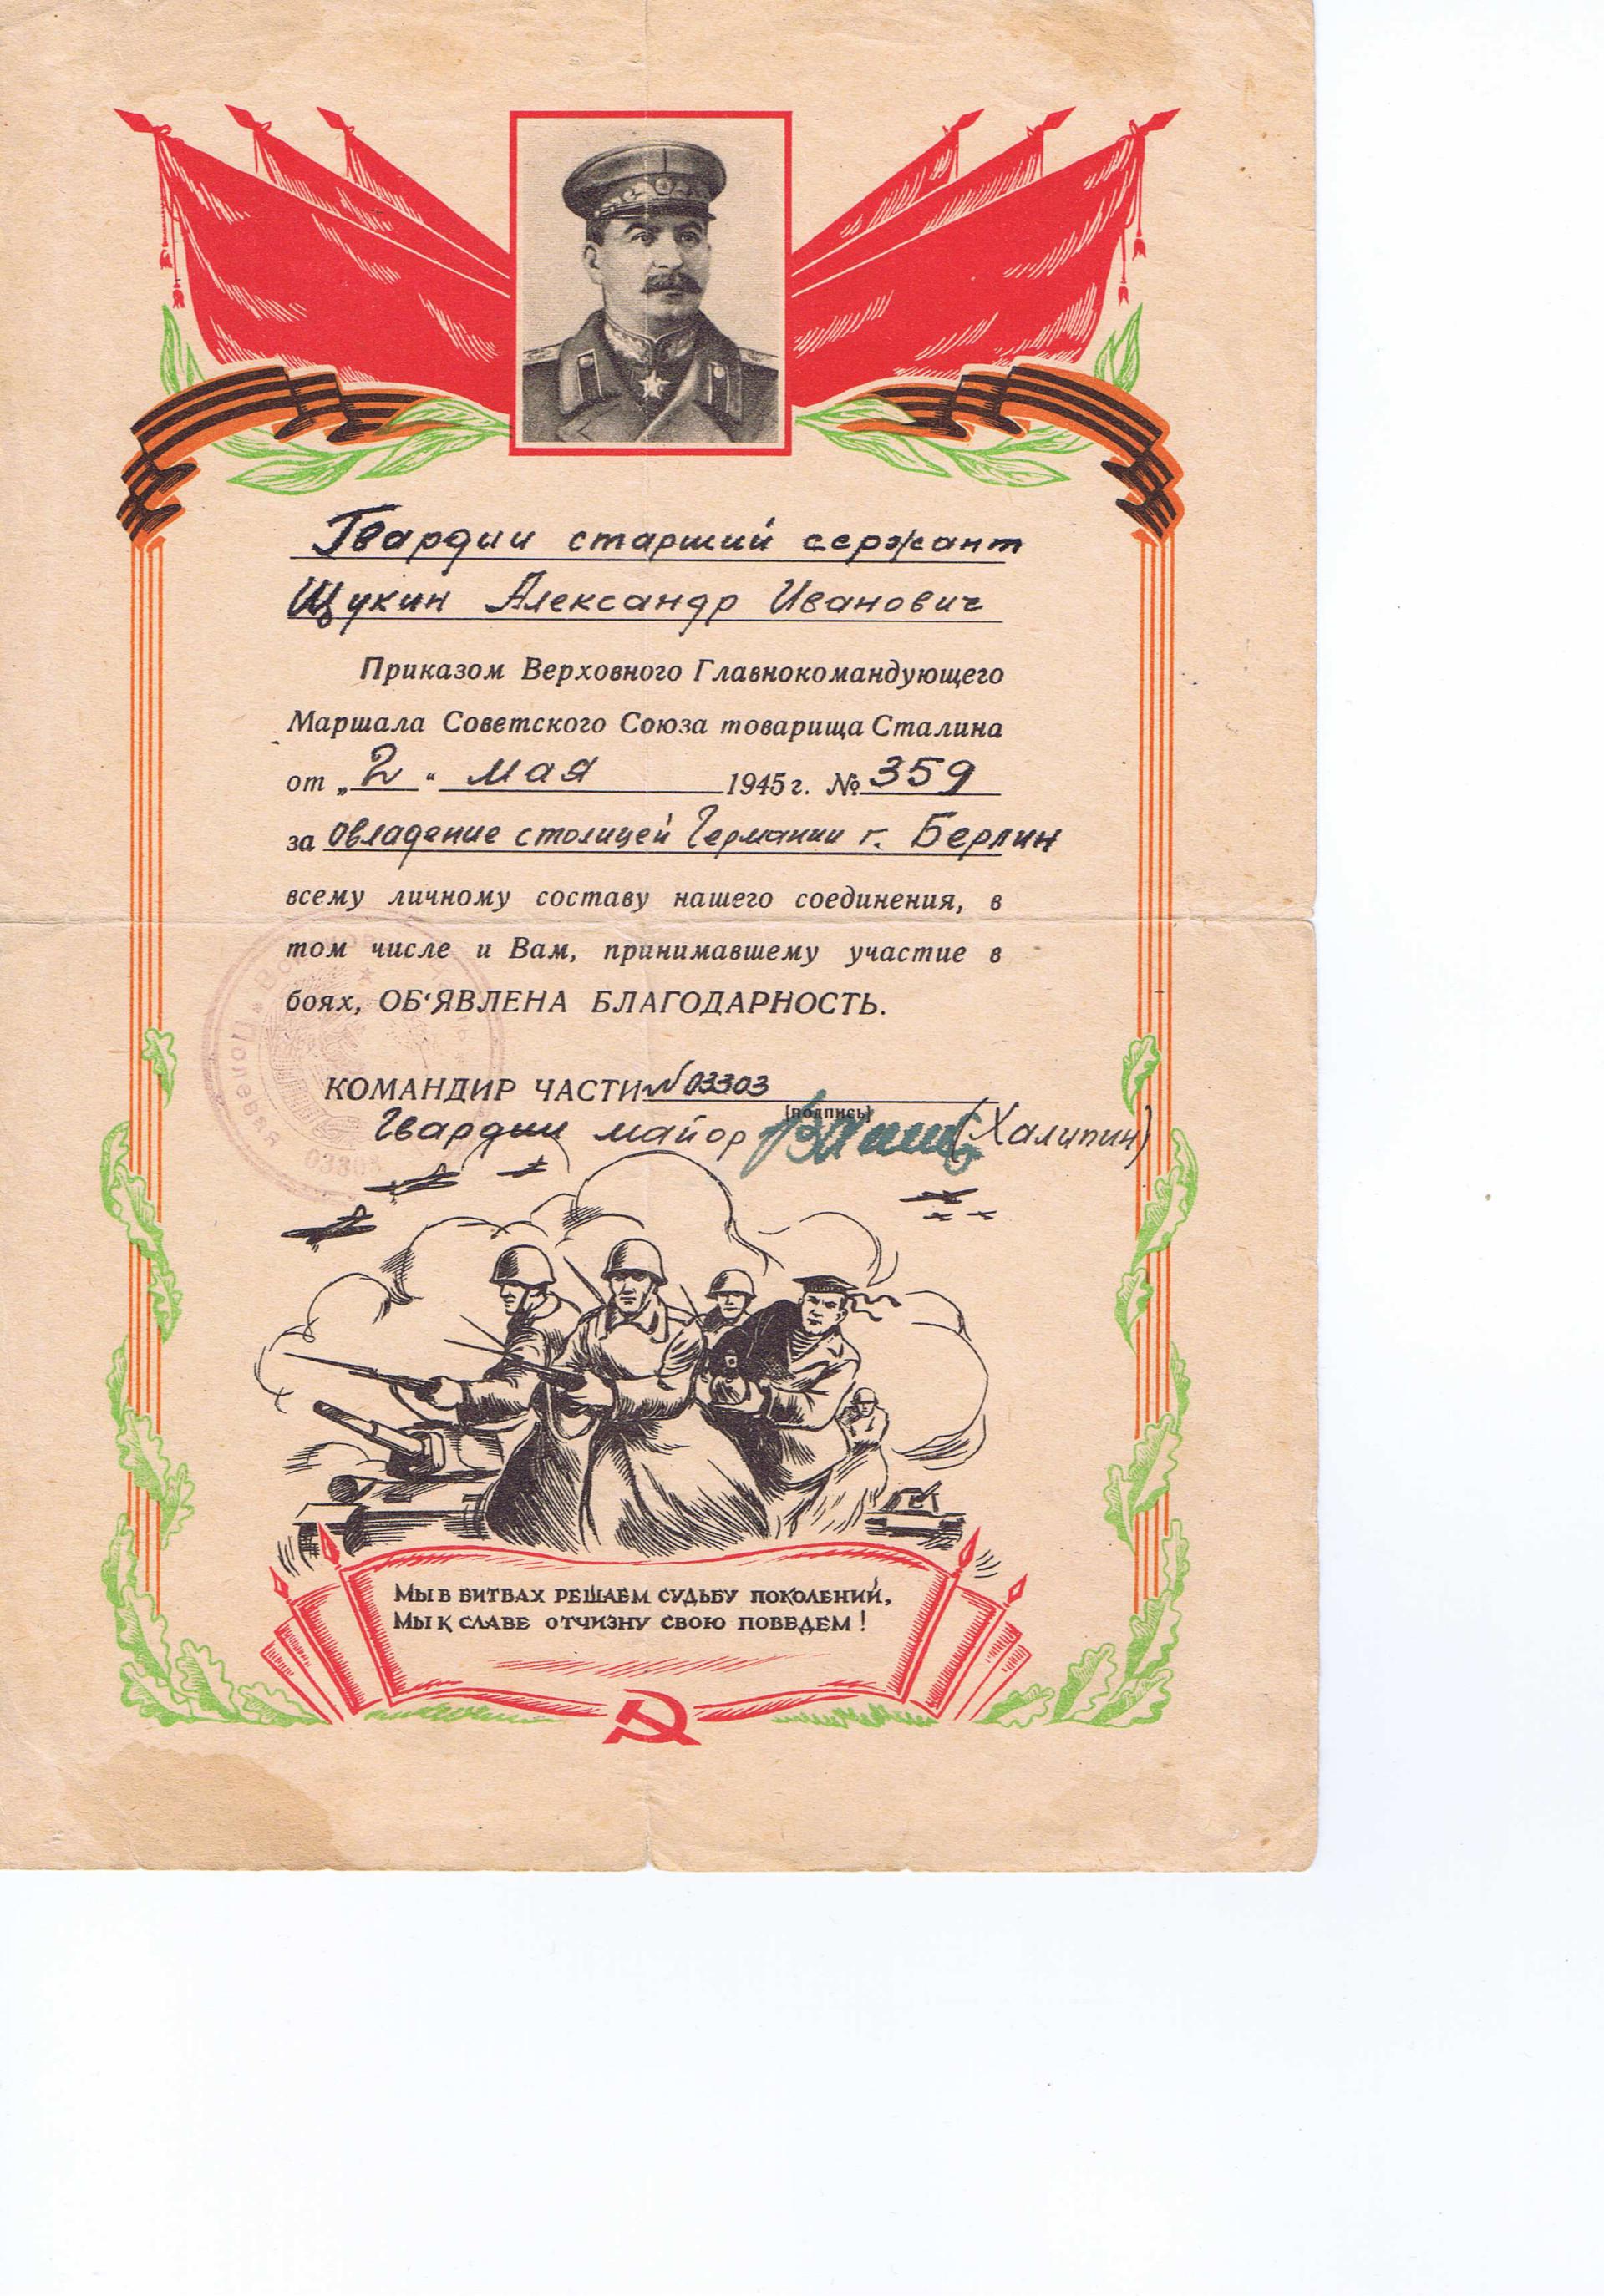 Гвардии старший сержант
Щукин Александр Иванович
Приказом Верховного Главнокомандующего
Маршала Советского Союза товарища Сталина
от „2“ мая 1945 г. № 359
за овладение столицей Германии г. Берлин
всему личному составу нашего соединения, в
том числе и Вам, принимавшему участие в
боях, ОБ‘ЯВЛЕНА БЛАГОДАРНОСТЬ.
КОМАНДИР ЧАСТИ № 03303
(подпись)
Гвардии майор (Халипин)
Полевая
03303
МЫ В БИТВАХ РЕШАЕМ СУДЬБУ ПОКОЛЕНИЙ,
МЫ К СЛАВЕ ОТЧИЗНУ СВОЮ ПОВЕДЕМ!